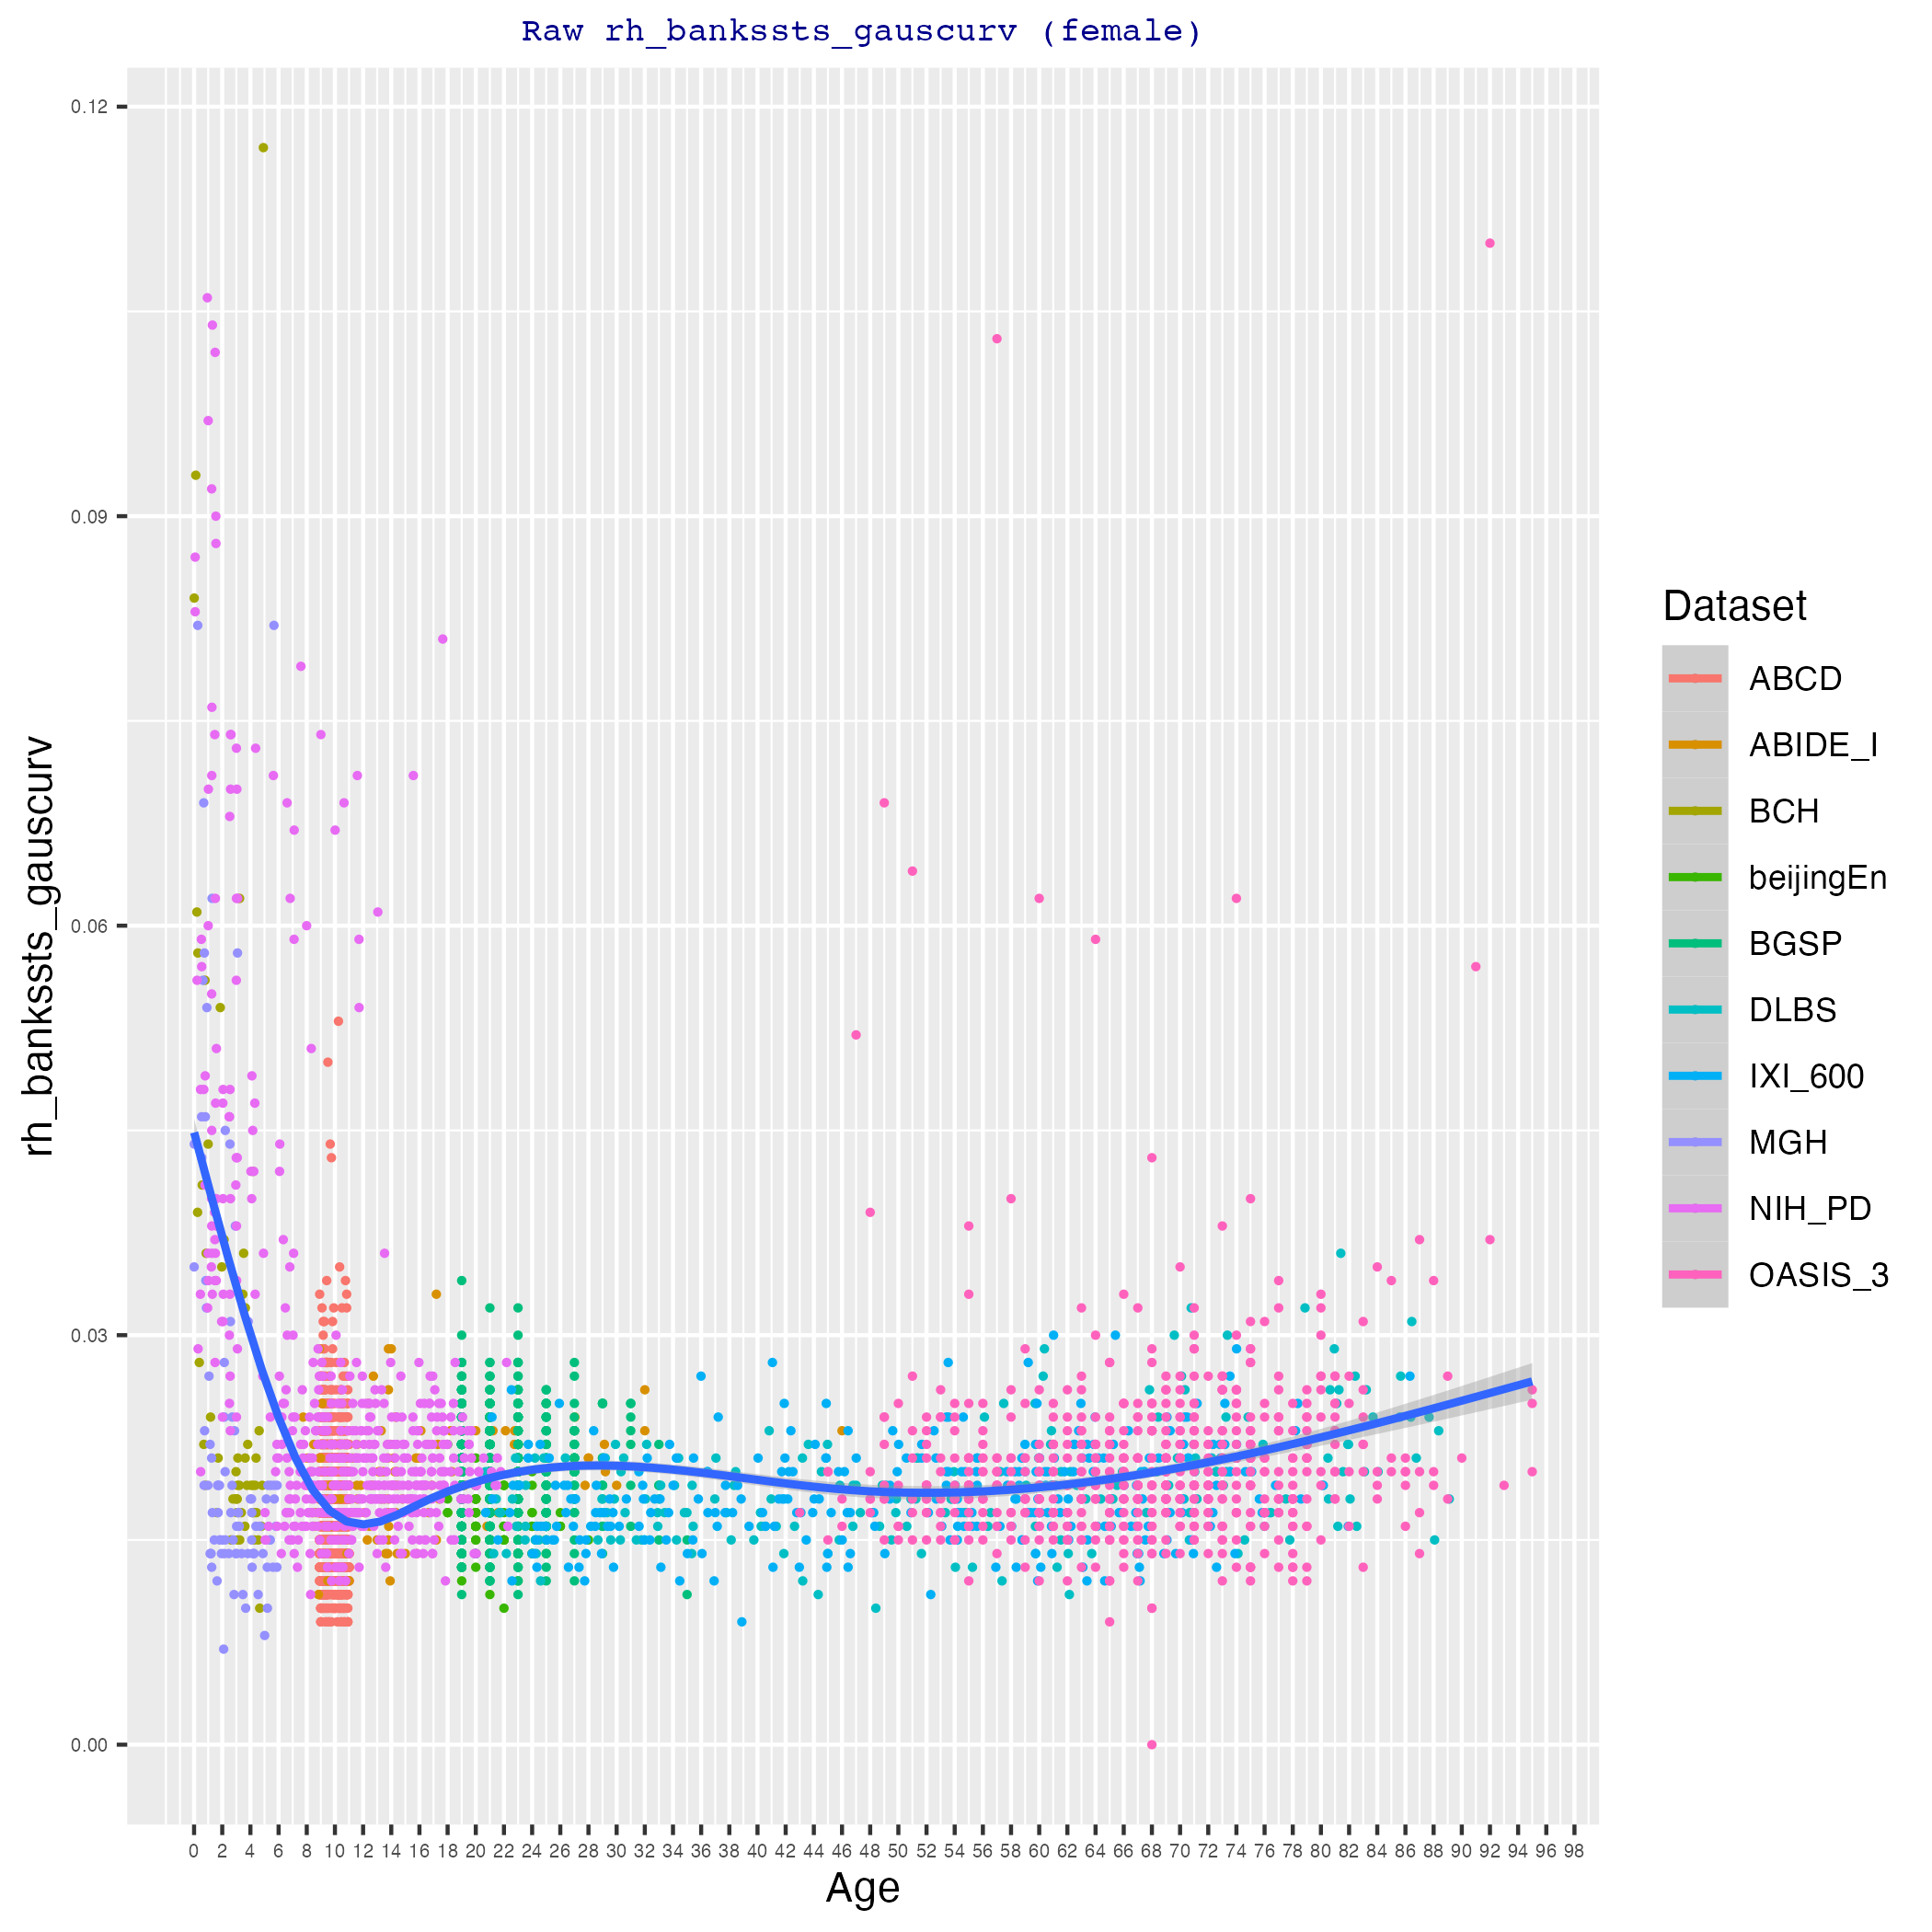 Raw rh_bankssts_gauscurv (female)
0.12
0.09
0.06
0.03
0.00
rh_bankssts_gauscurv
0 2 4 6 8 10 12 14 16 18 20 22 24 26 28 30 32 34 36 38 40 42 44 46 48 50 52 54 56 58 60 62 64 66 68 70 72 74 76 78 80 82 84 86 88 90 92 94 96 98
Age
Dataset
ABCD
ABIDE_I
BCH
beijingEn
BGSP
DLBS
IXI_600
MGH
NIH_PD
OASIS_3